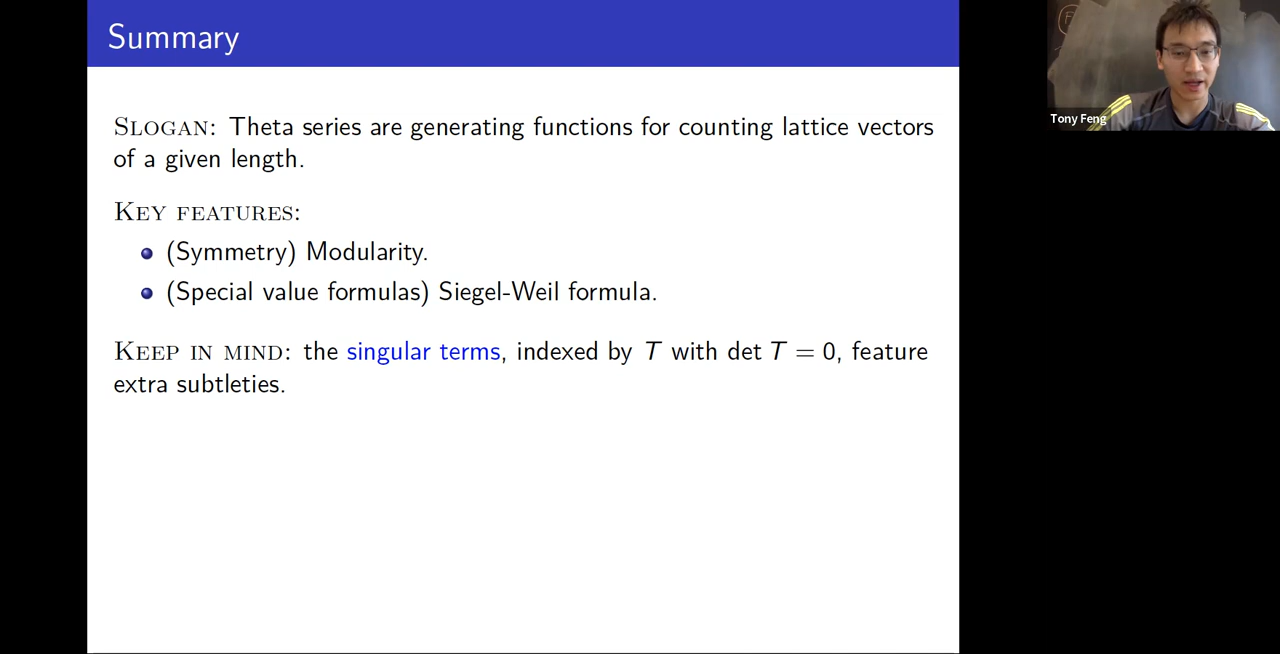 Summary
SLOGAN: Theta series are generating functions for counting lattice vectors
of a given length.
KEY FEATURES:
(Symmetry) Modularity.
(Special value formulas) Siegel-Weil formula.
KEEP IN MIND: the singular terms, indexed by T with det T = 0, feature
extra subtleties.
Tony Feng